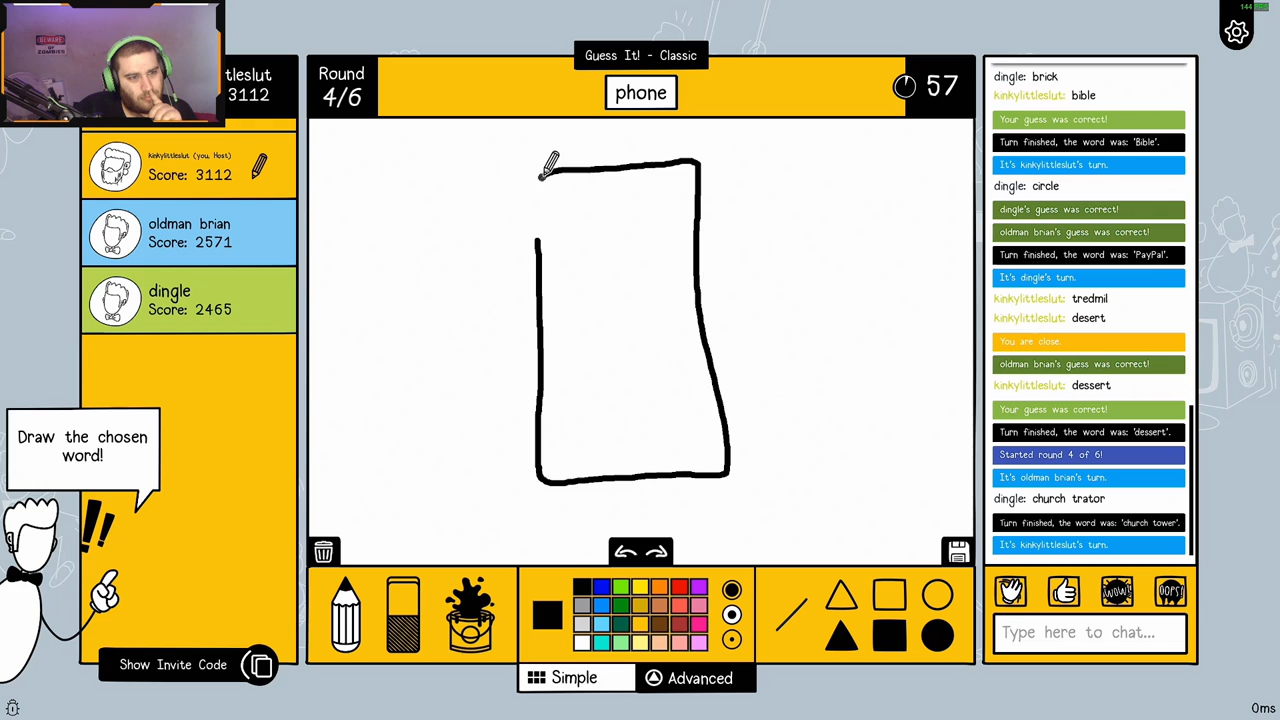 144
BEWARE
OF ZOMBIES
tleslut
3112
Round
4/6
Guess It! - Classic
phone
57
kinkylittleslut (you, Host)
Score: 3112
oldman brian
Score: 2571
dingle
Score: 2465
Draw the chosen
word!
Show Invite Code
Simple
Advanced
dingle: brick
kinkylittleslut: bible
Your guess was correct!
Turn finished, the word was: 'Bible'.
It's kinkylittleslut's turn.
dingle: circle
dingle's guess was correct!
oldman brian's guess was correct!
Turn finished, the word was: 'PayPal'.
It's dingle's turn.
kinkylittleslut: tredmil
kinkylittleslut: desert
You are close.
oldman brian's guess was correct!
kinkylittleslut: dessert
Your guess was correct!
Turn finished, the word was: 'dessert'.
Started round 4 of 6!
It's oldman brian's turn.
dingle: church trator
Turn finished, the word was: 'church tower'.
It's kinkylittleslut's turn.
WOW!
OOPS!
Type here to chat...
0ms